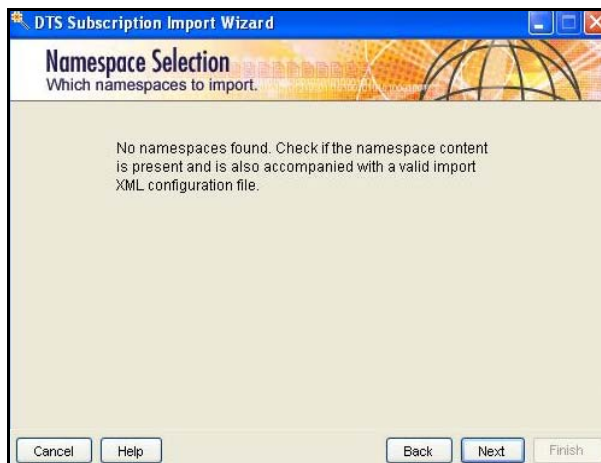 DTS Subscription Import Wizard
Namespace Selection
Which namespaces to import.
No namespaces found. Check if the namespace content
is present and is also accompanied with a valid import
XML configuration file.
Cancel Help Back Next Finish